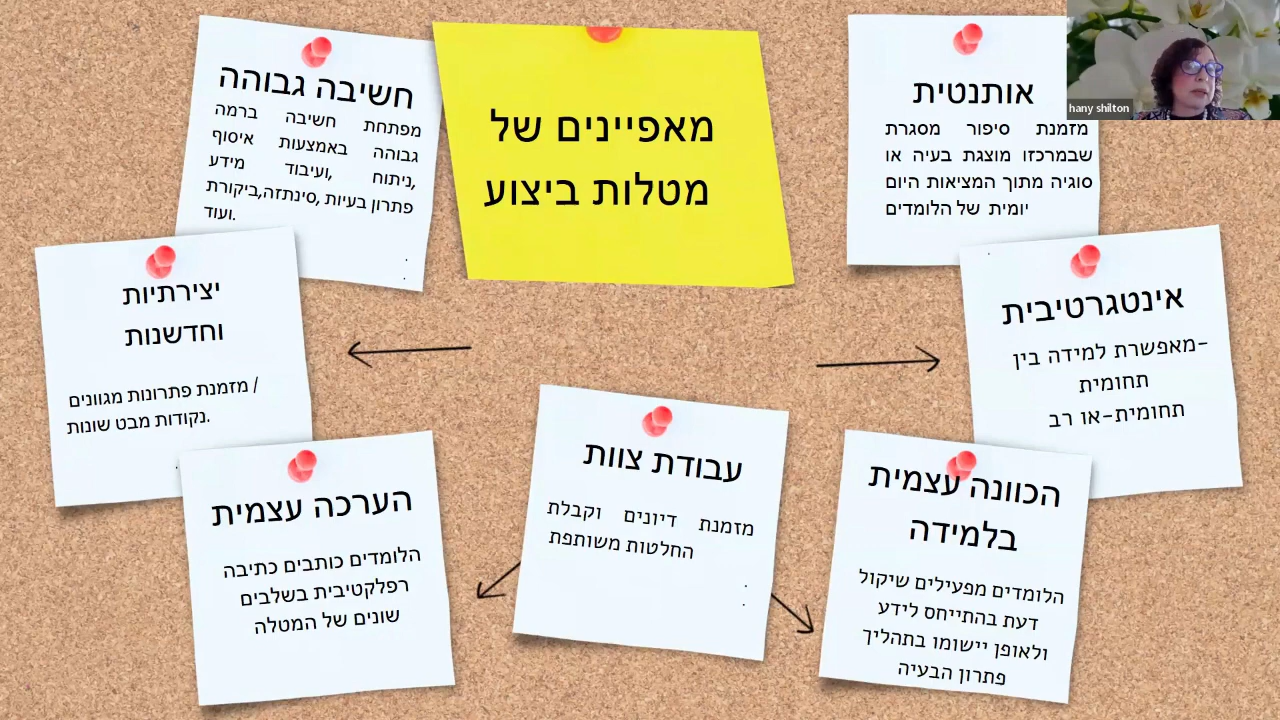 מאפיינים של
מטלות ביצוע
אותנטית
מזמנת סיפור מסגרת
שבמרכזו מוצגת בעיה או
סוגיה מתוך המציאות היום
יומית של הלומדים
hany shilton
אינטגרטיבית
-מאפשרת למידה בין
תחומית
תחומית-או רב
הכוונה עצמית
בלמידה
הלומדים מפעילים שיקול
דעת בהתייחס לידע
ולאופן יישומו בתהליך
פתרון הבעיה
עבודת צוות
מזמנת דיונים וקבלת
החלטות משותפת
.
.
הערכה עצמית
הלומדים כותבים כתיבה
רפלקטיבית בשלבים
שונים של המטלה
יצירתיות
וחדשנות
מזמנת פתרונות מגוונים /
נקודות מבט שונות.
חשיבה גבוהה
מפתחת חשיבה ברמה
גבוהה באמצעות איסוף
,ניתוח ,ועיבוד מידע
פתרון בעיות ,סינתזה,ביקורת
ועוד.
.
.